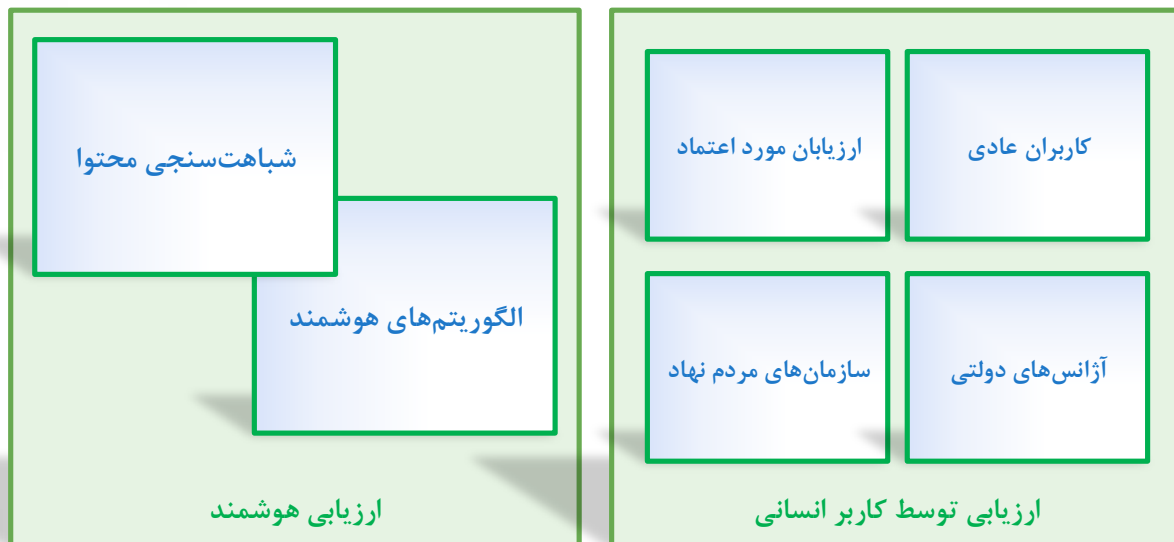 کاربران عادی
ارزیابان مورد اعتماد
آژانس‌های دولتی
سازمان‌های مردم نهاد
ارزیابی توسط کاربر انسانی
شباهت‌سنجی محتوا
الگوریتم‌های هوشمند
ارزیابی هوشمند